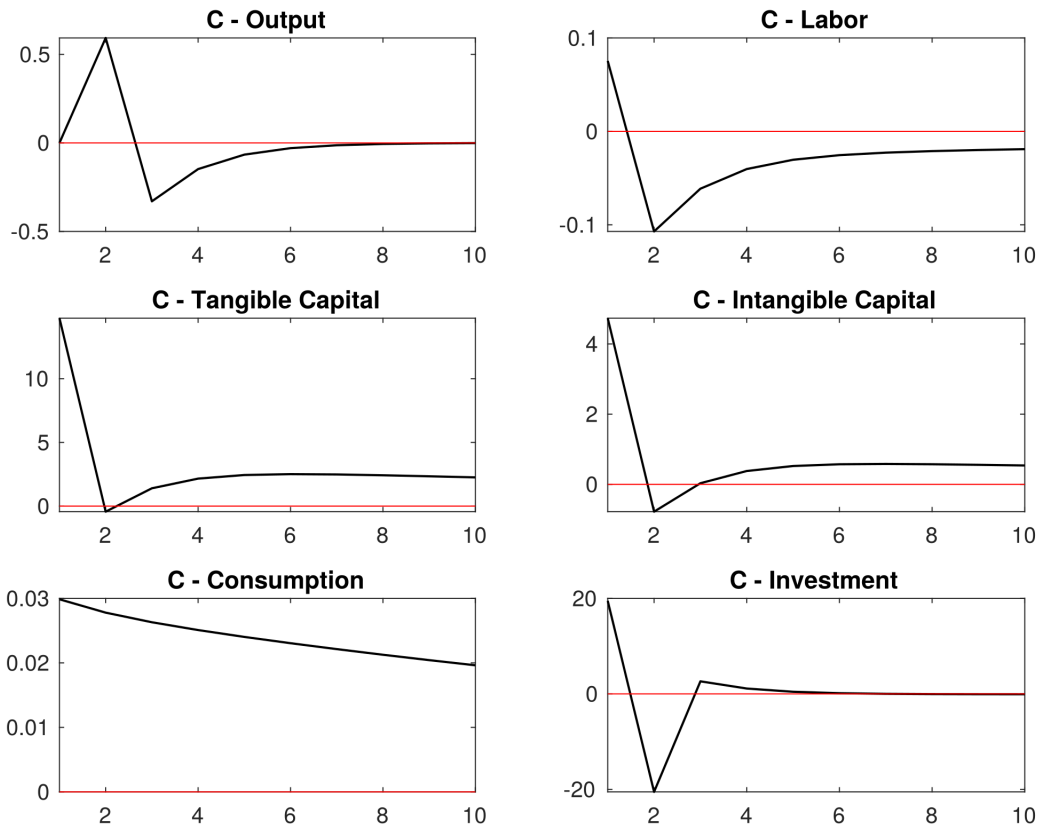 C - Output
0.5
0
-0.5
2 4 6 8 10
C - Labor
0.1
0
-0.1
2 4 6 8 10
C - Tangible Capital
10
5
0
2 4 6 8 10
C - Intangible Capital
4
2
0
2 4 6 8 10
C - Consumption
0.03
0.02
0.01
0
2 4 6 8 10
C - Investment
20
0
-20
2 4 6 8 10